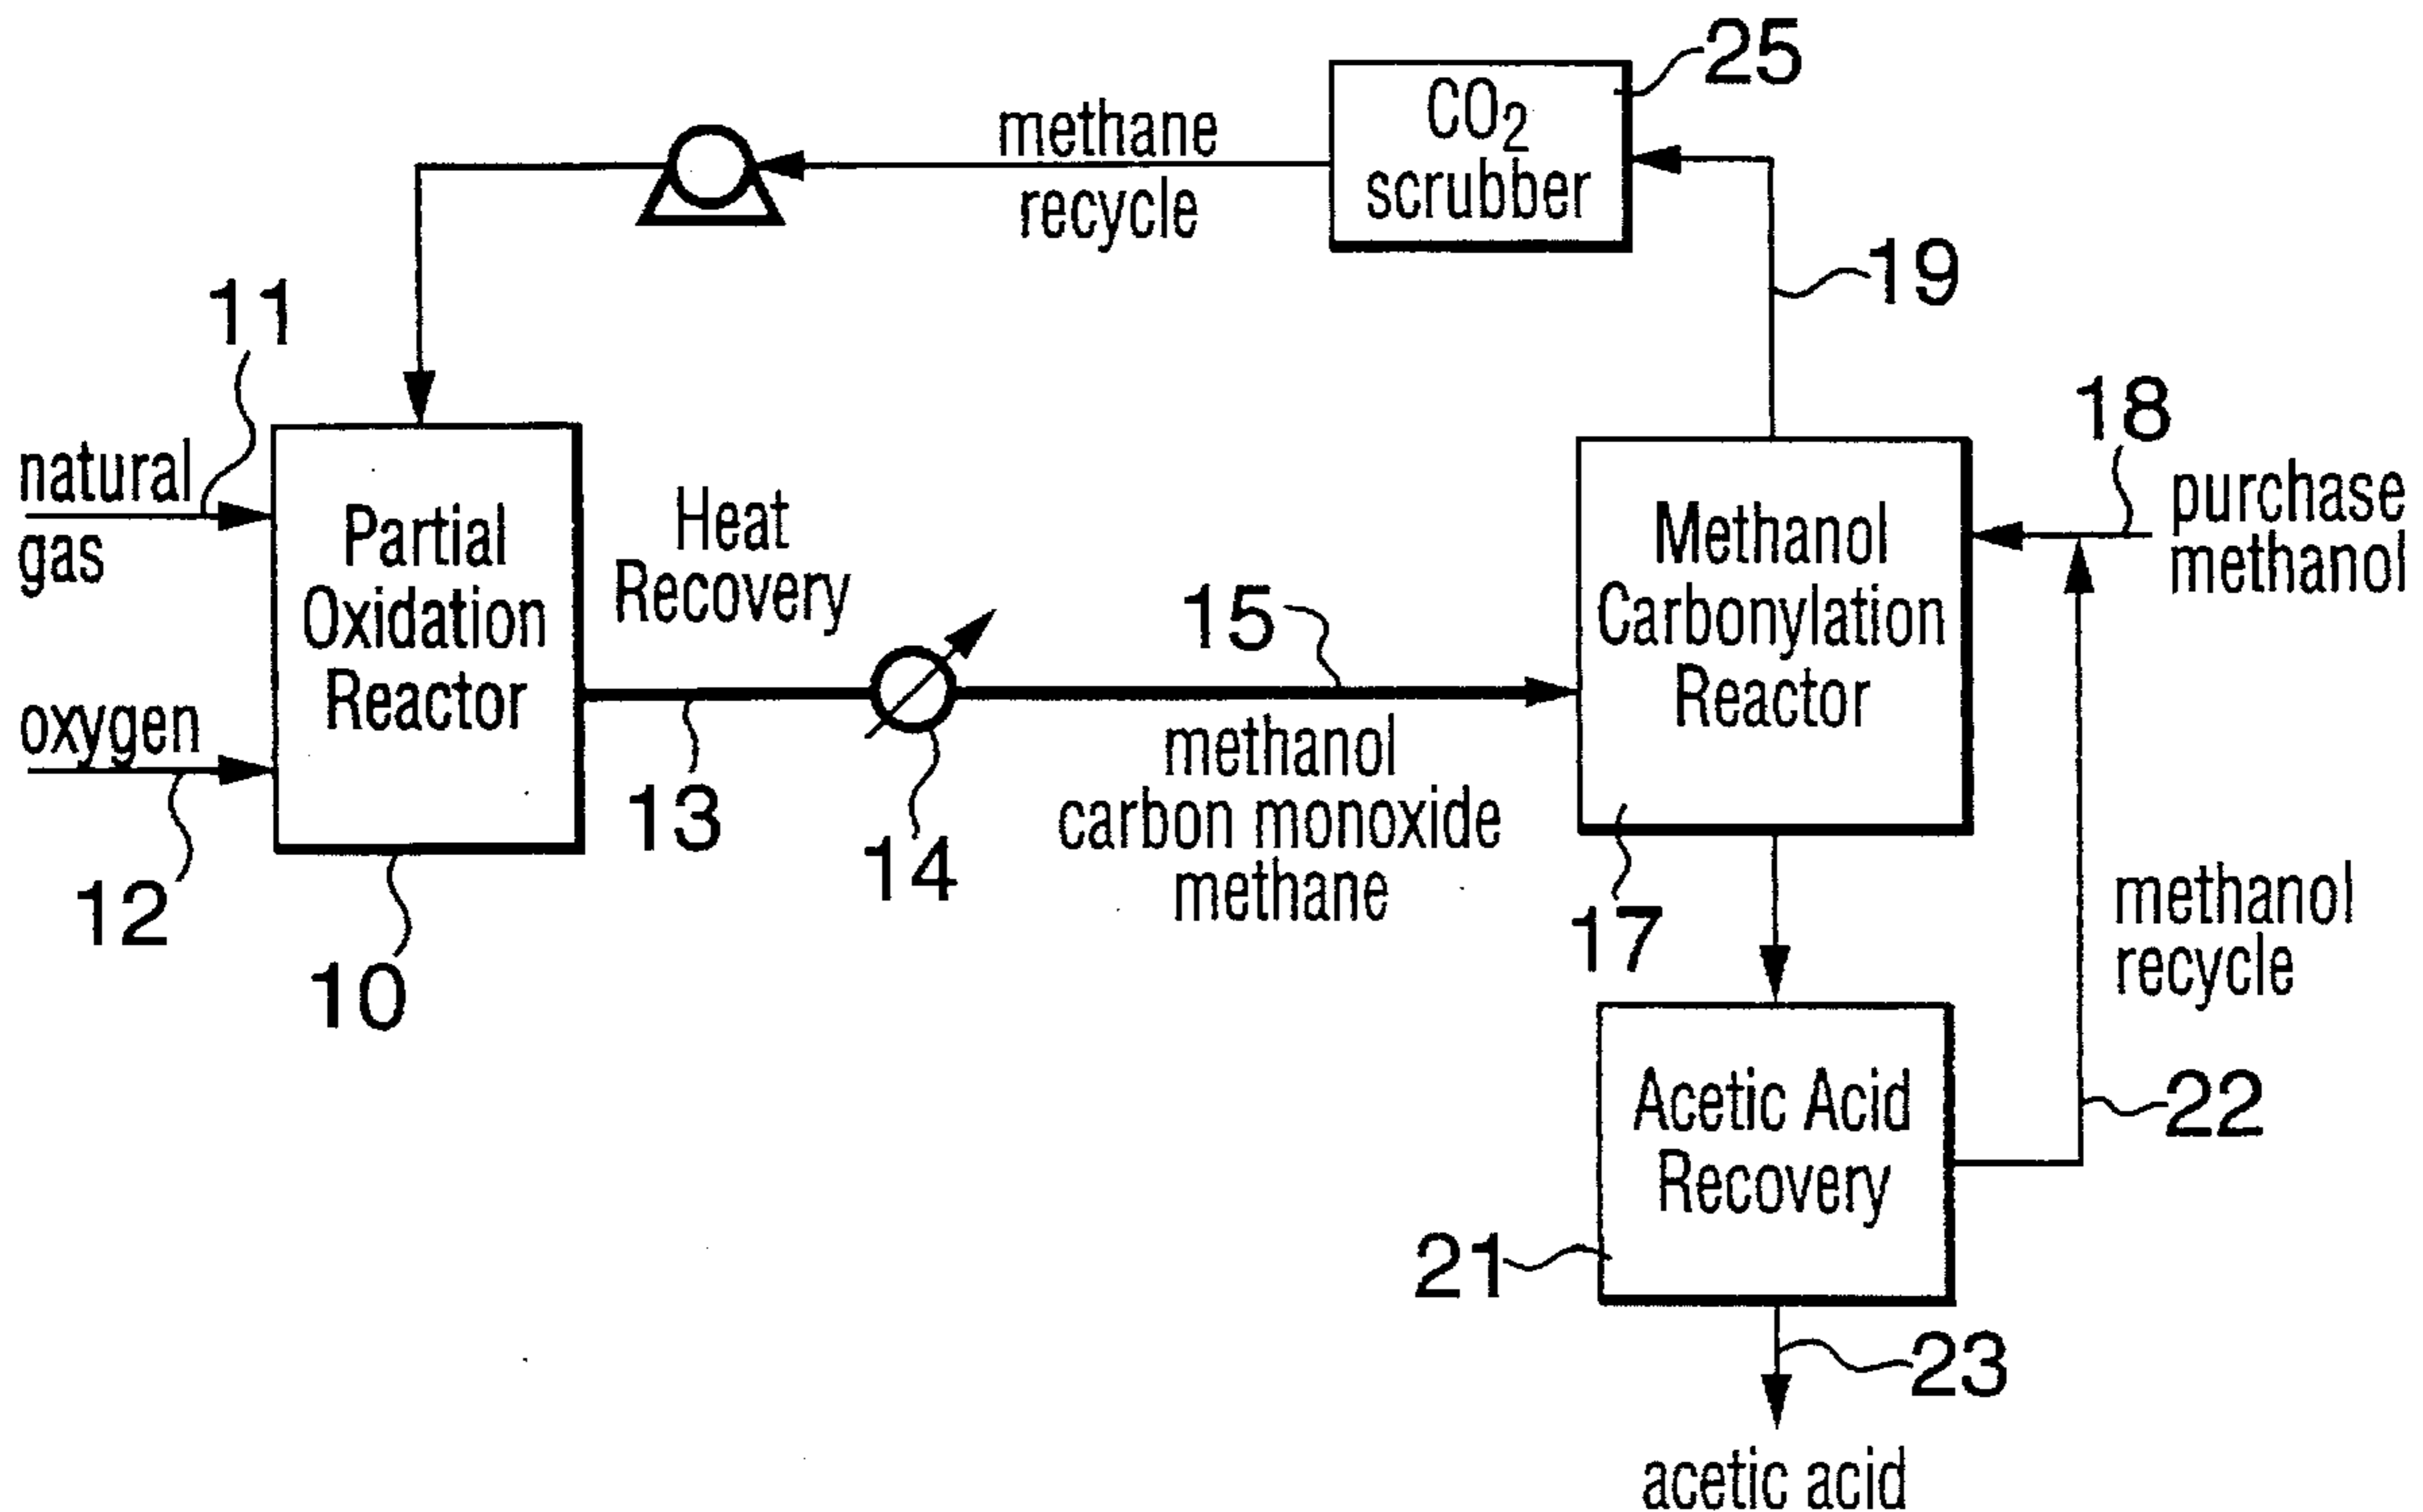 25
CO2
scrubber
methane
recycle
19
11
18
natural
gas
purchase
methanol
Partial
Oxidation
Reactor
Heat
Recovery
15
Methanol
Carbonylation
Reactor
oxygen
13
14
methanol
carbon monoxide
methane
12
10
17
methanol
recycle
Acetic Acid
Recovery
22
21
23
acetic acid